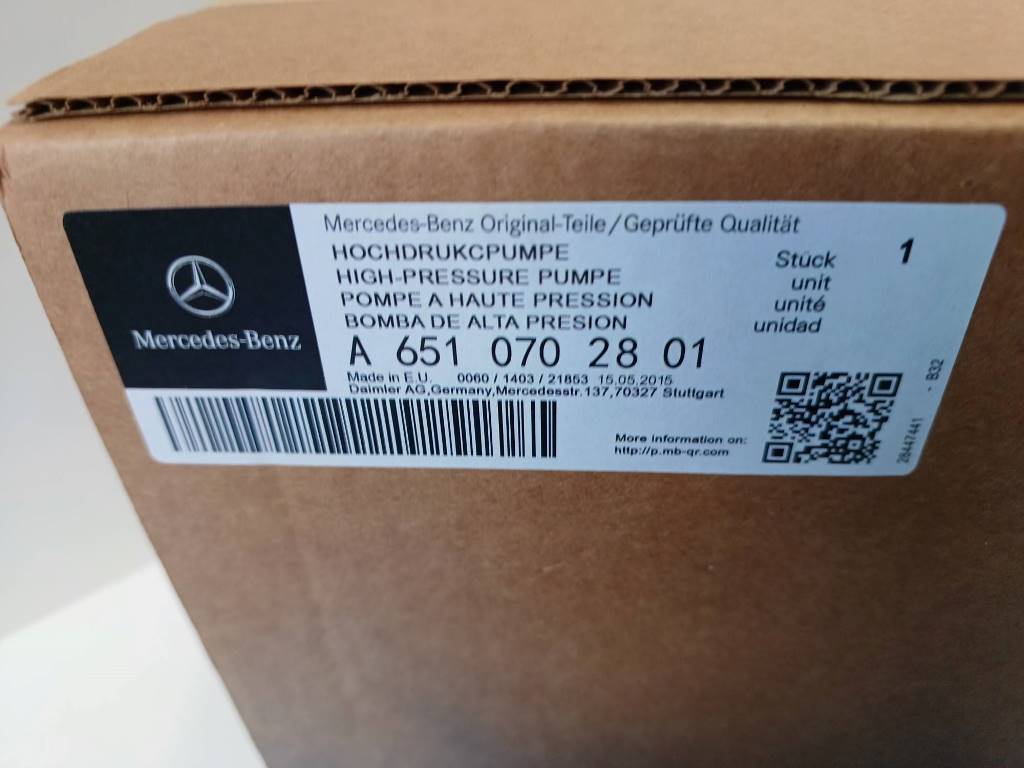 Mercedes-Benz
Mercedes-Benz Original-Teile/Geprüfte Qualität
HOCHDRUKCPUMPE
HIGH-PRESSURE PUMPE
POMPE A HAUTE PRESSION
BOMBA DE ALTA PRESION
Stück
unit
unité
unidad
1
A 651 070 28 01
Made in E.U. 0060 / 1403 / 21853 15.05.2015
Daimler AG,Germany,Mercedesstr.137,70327 Stuttgart
More information on:
http://p.mb-qr.com
28447441 - B32